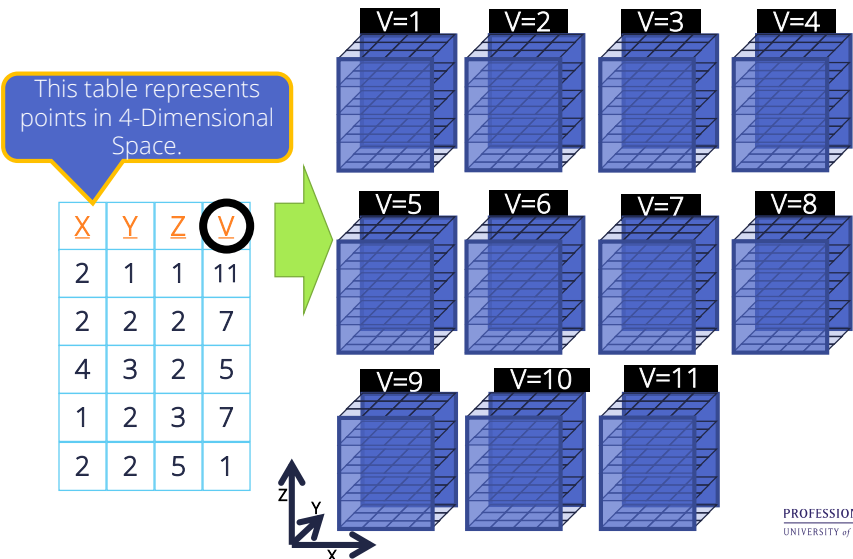 This table represents
points in 4-Dimensional
Space.
X Y Z V
2 1 1 11
2 2 2 7
4 3 2 5
1 2 3 7
2 2 5 1
V=1 V=2 V=3 V=4
V=5 V=6 V=7 V=8
V=9 V=10 V=11
Z
Y
X
UNIVERSITY of